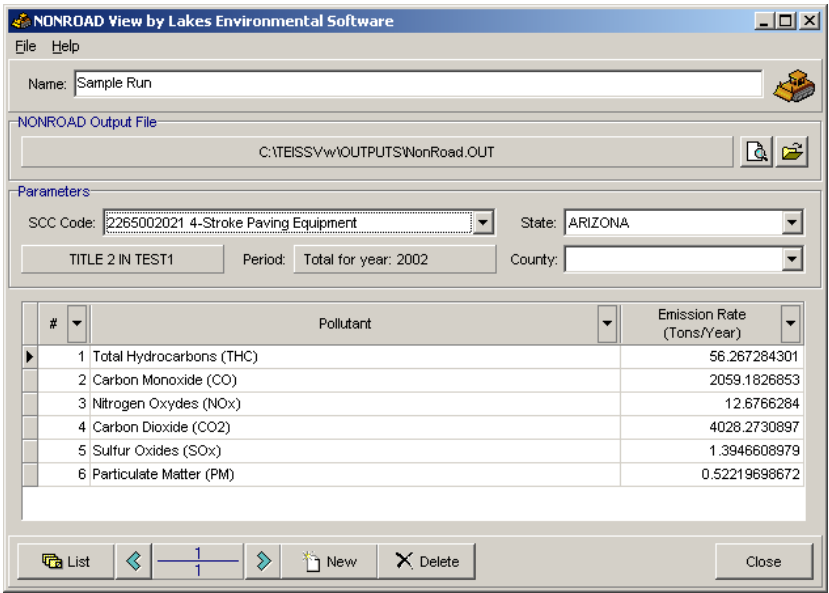 NONROAD View by Lakes Environmental Software
File Help
Name: Sample Run
NONROAD Output File
C:\TEISSVw\OUTPUTS\NonRoad.OUT
Parameters
SCC Code: 2265002021 4-Stroke Paving Equipment State: ARIZONA
TITLE 2 IN TEST1 Period: Total for year: 2002 County:
# Pollutant Emission Rate
(Tons/Year)
1 Total Hydrocarbons (THC) 56.267284301
2 Carbon Monoxide (CO) 2059.1826853
3 Nitrogen Oxydes (NOx) 12.6766284
4 Carbon Dioxide (CO2) 4028.2730897
5 Sulfur Oxides (SOx) 1.3946608979
6 Particulate Matter (PM) 0.52219698672
List 1 New Delete Close
1